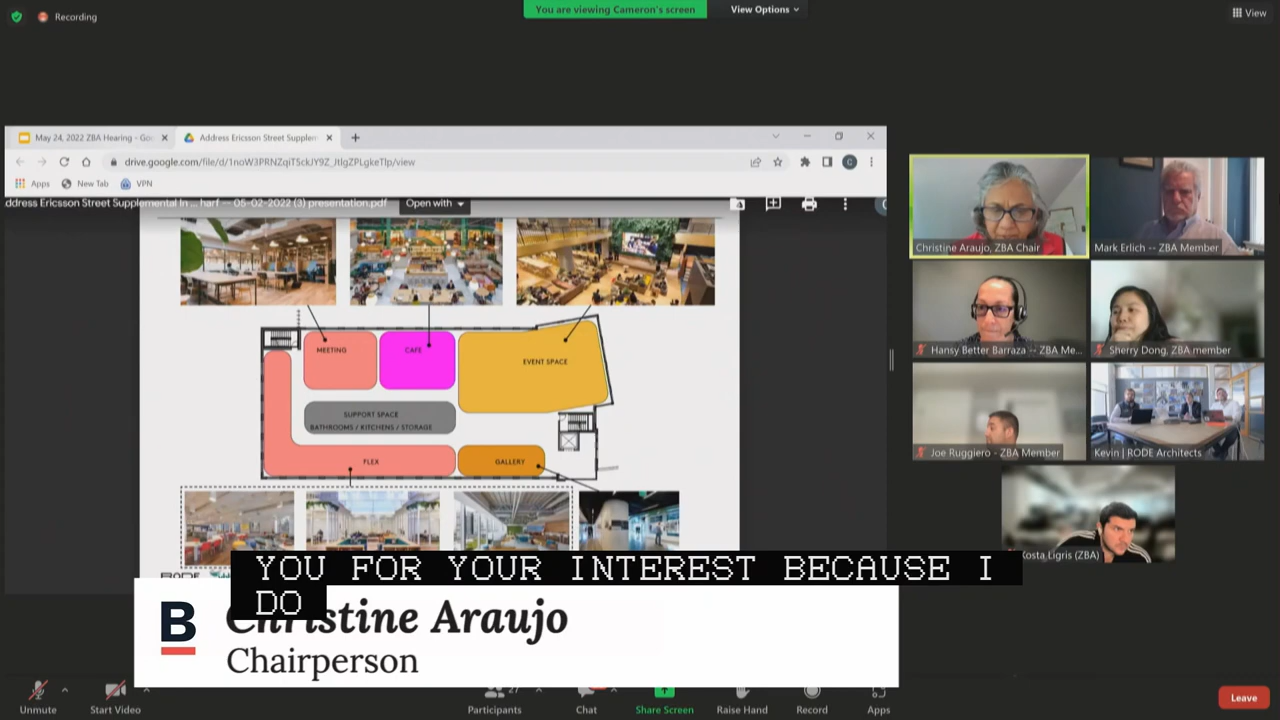 Recording
You are viewing Cameron's screen
View Options
View
May 24, 2022 ZBA Hearing - Goo
Address Ericsson Street Supplem
drive.google.com/file/d/1noW3PRNZqiT5ckJY9Z_JtlgZPLgkeTlp/view
Apps
New Tab
VPN
ddress Ericsson Street Supplemental In ... harf -- 05-02-2022 (3) presentation.pdf
Open with
MEETING
CAFE
EVENT SPACE
SUPPORT SPACE
BATHROOMS / KITCHENS / STORAGE
FLEX
GALLERY
Christine Araujo, ZBA Chair
Mark Erlich -- ZBA Member
Hansy Better Barraza -- ZBA Me...
Sherry Dong. ZBA member
Joe Ruggiero - ZBA Member
Kevin | RODE Architects
Kosta Ligris (ZBA)
YOU FOR YOUR INTEREST BECAUSE I
DO
B
Christine Araujo
Chairperson
Unmute
Start Video
Participants
27
Chat
Share Screen
Raise Hand
Record
Apps
Leave